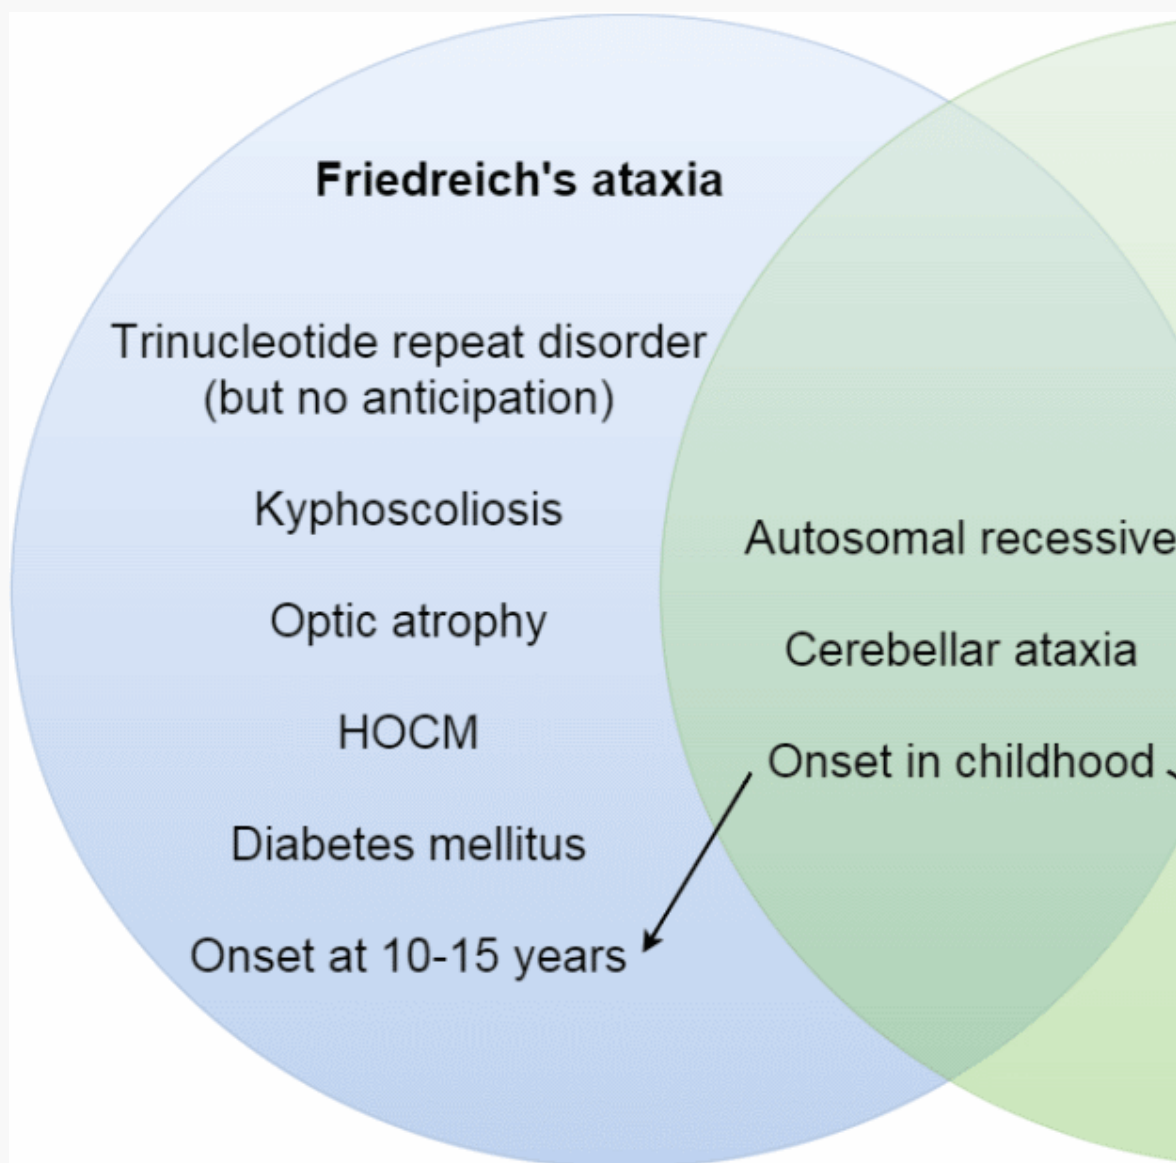 Friedreich's ataxia
Trinucleotide repeat disorder
(but no anticipation)
Kyphoscoliosis
Optic atrophy
HOCM
Diabetes mellitus
Onset at 10-15 years
Autosomal recessive
Cerebellar ataxia
Onset in childhood